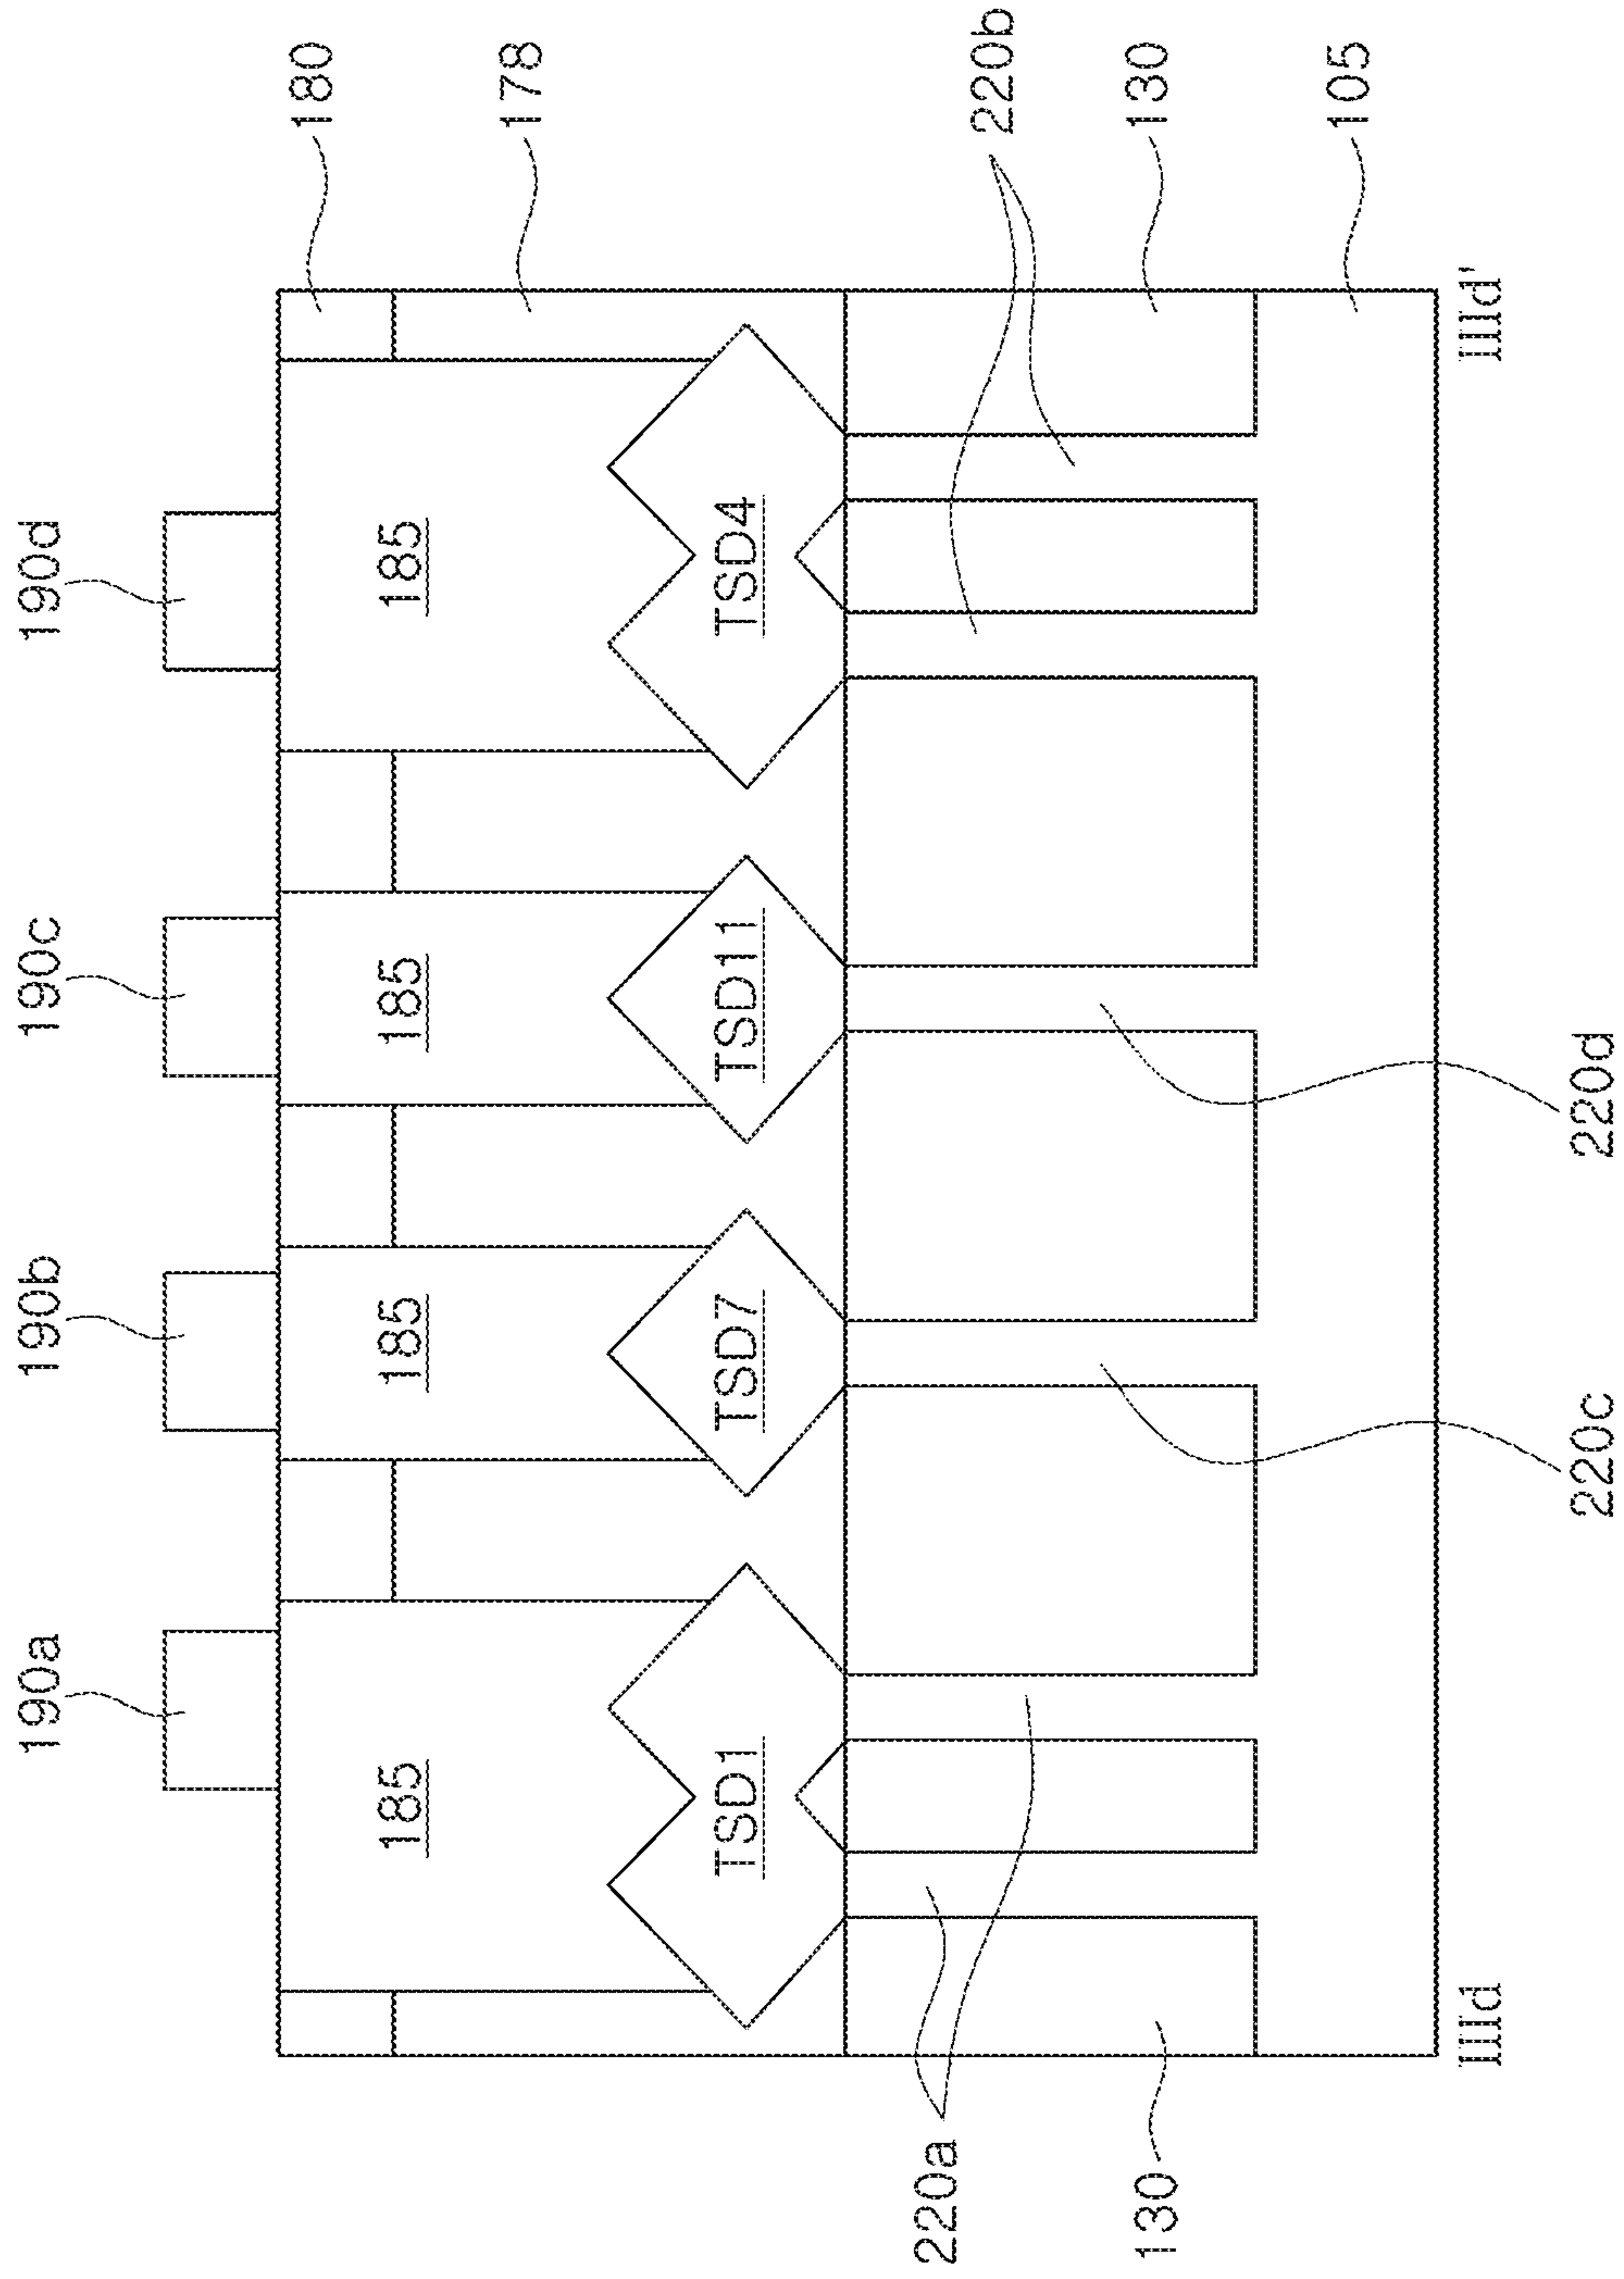 190a
190b
190c
190d
180
178
185
185
185
185
TSD1
TSD7
TSD11
TSD4
220b
130
105
220a
130
220c
220d
IIId
IIId'